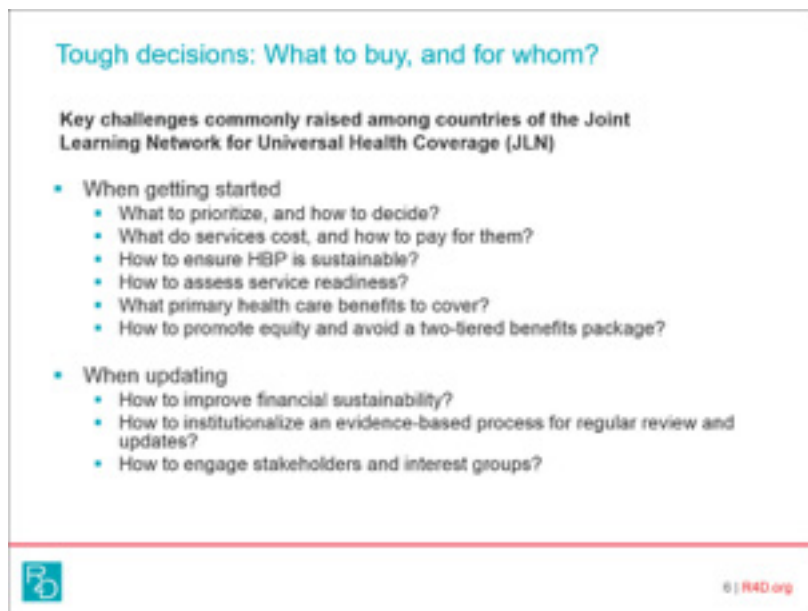 Tough decisions: What to buy, and for whom?
Key challenges commonly raised among countries of the Joint
Learning Network for Universal Health Coverage (JLN)
• When getting started
• What to prioritize, and how to decide?
• What do services cost, and how to pay for them?
• How to ensure HBP is sustainable?
• How to assess service readiness?
• What primary health care benefits to cover?
• How to promote equity and avoid a two-tiered benefits package?
• When updating
• How to improve financial sustainability?
• How to institutionalize an evidence-based process for regular review and
updates?
• How to engage stakeholders and interest groups?
R4D
6 | R4D.org